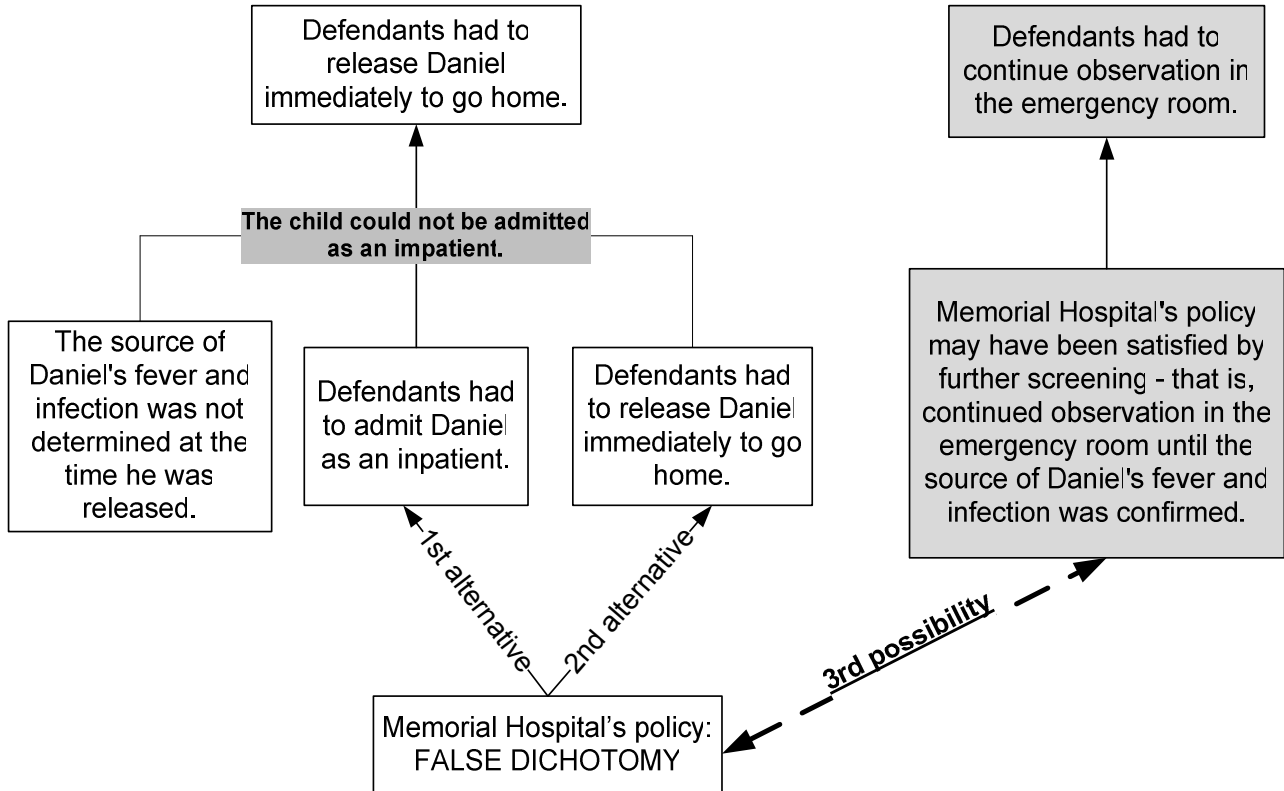 Defendants had to
release Daniel
immediately to go home.
Defendants had to
continue observation in
the emergency room.
The child could not be admitted
as an impatient.
The source of
Daniel's fever and
infection was not
determined at the
time he was
released.
Defendants had
to admit Daniel
as an inpatient.
Defendants had
to release Daniel
immediately to go
home.
Memorial Hospital's policy
may have been satisfied by
further screening - that is,
continued observation in the
emergency room until the
source of Daniel's fever and
infection was confirmed.
1st alternative
2nd alternative
3rd possibility
Memorial Hospital’s policy:
FALSE DICHOTOMY